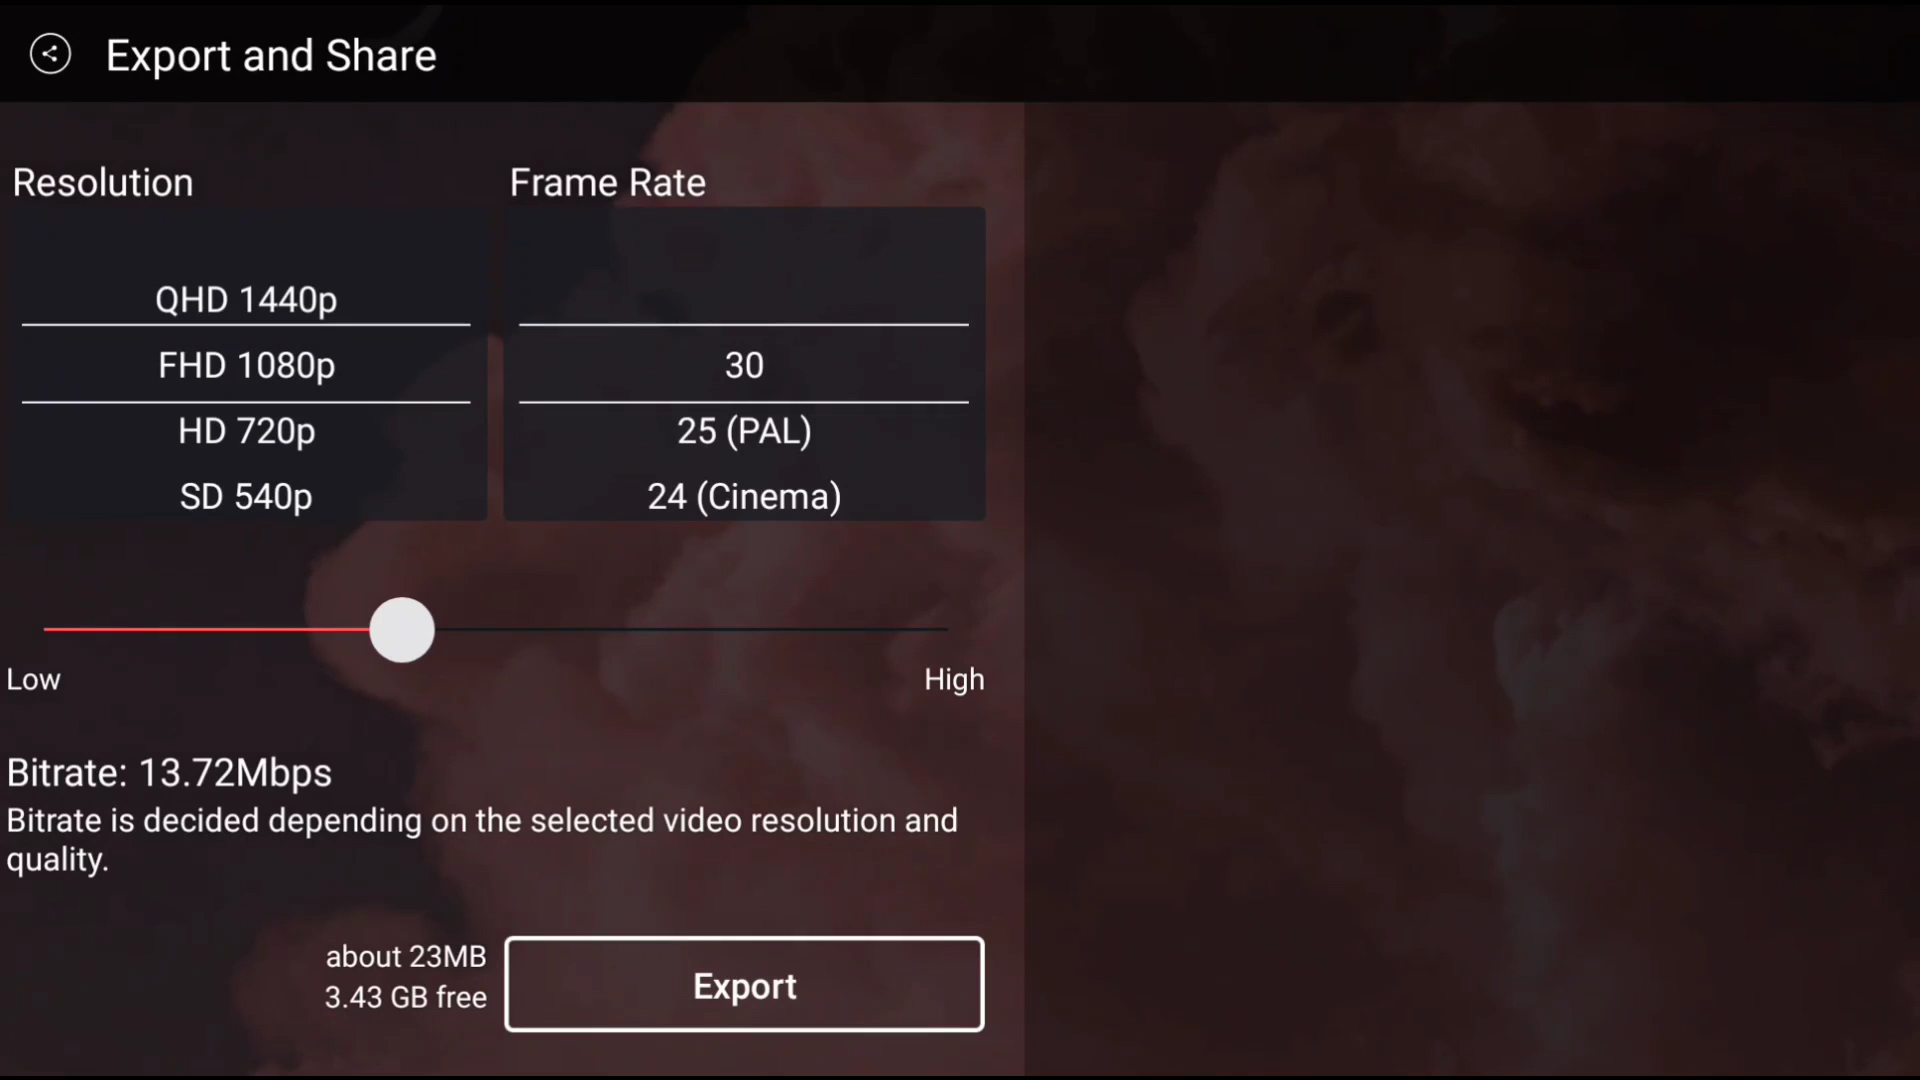 Export and Share
Resolution
Frame Rate
QHD 1440p
FHD 1080p
HD 720p
SD 540p
30
25 (PAL)
24 (Cinema)
Low
High
Bitrate: 13.72Mbps
Bitrate is decided depending on the selected video resolution and
quality.
about 23MB
3.43 GB free
Export